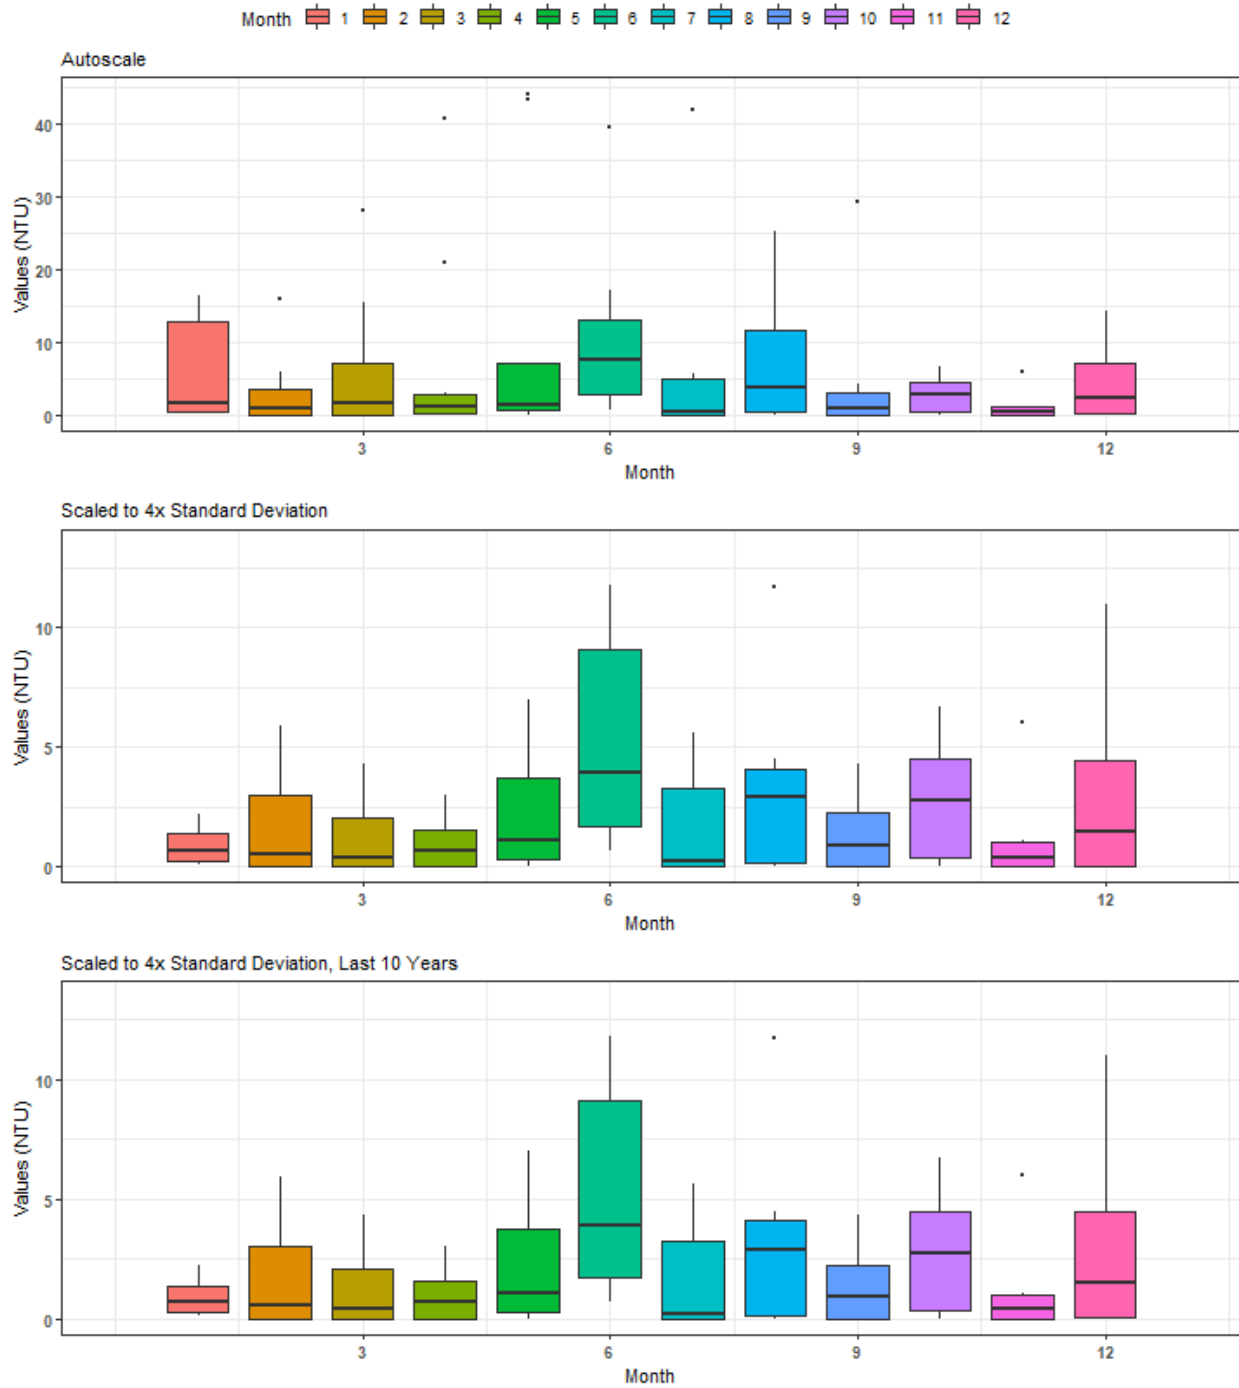 Month 1 2 3 4 5 6 7 8 9 10 11 12
Autoscale
Values (NTU)
40
30
20
10
0
3 6 9 12
Month
Scaled to 4x Standard Deviation
Values (NTU)
10
5
0
3 6 9 12
Month
Scaled to 4x Standard Deviation, Last 10 Years
Values (NTU)
10
5
0
3 6 9 12
Month